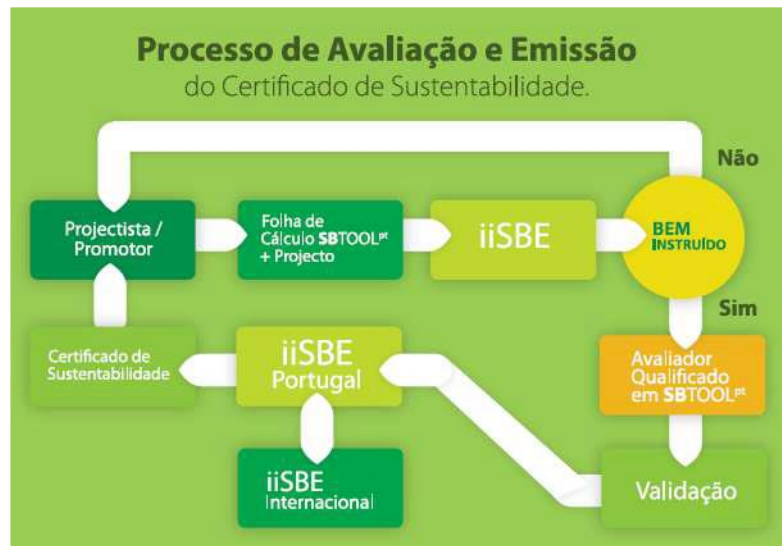 Processo de Avaliação e Emissão
do Certificado de Sustentabilidade.
Não
Projectista /
Promotor
Folha de
Cálculo SBTOOLᵖᵗ
+ Projecto
iiSBE
BEM
INSTRUÍDO
Sim
Certificado de
Sustentabilidade
iiSBE
Portugal
Avaliador
Qualificado
em SBTOOLᵖᵗ
iiSBE
Internacional
Validação